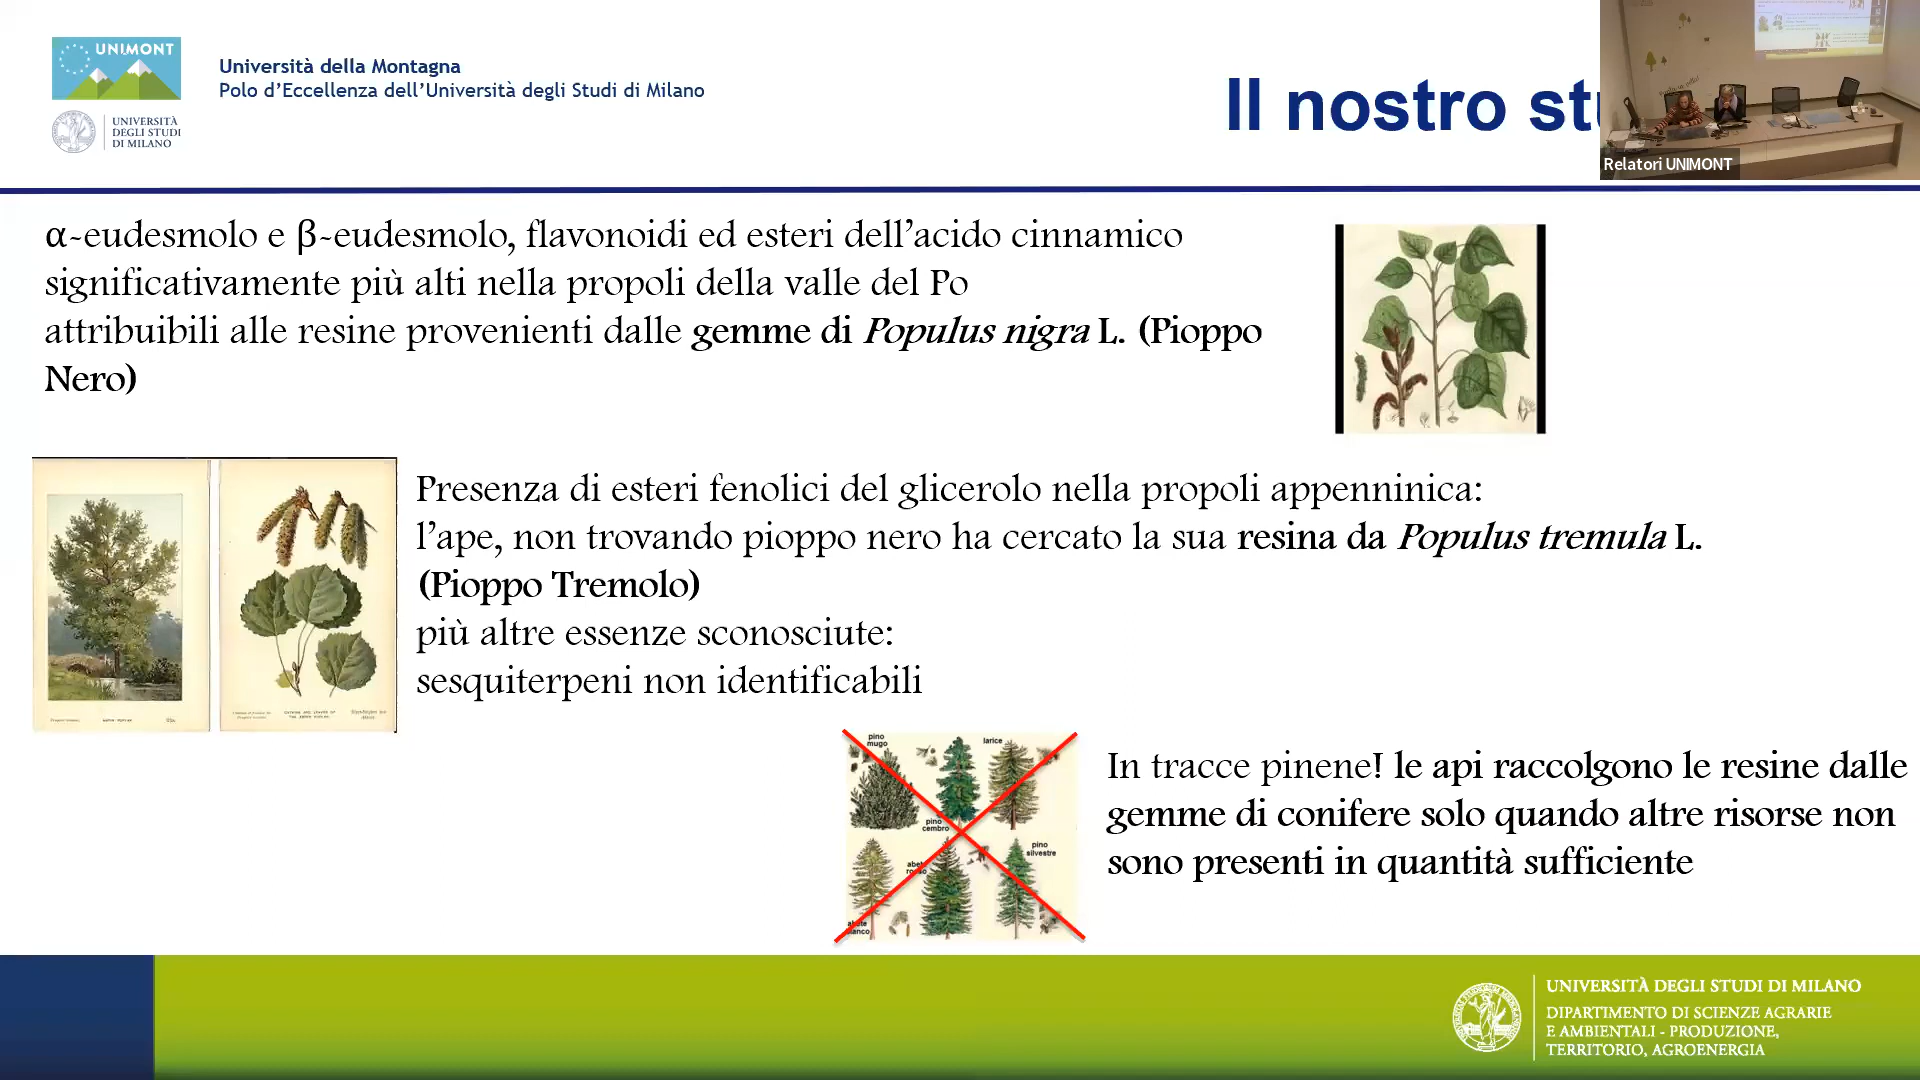 UNIMONT
UNIVERSITÀ
DEGLI STUDI
DI MILANO
Università della Montagna
Polo d'Eccellenza dell'Università degli Studi di Milano
Il nostro
Relatori UNIMONT
α-eudesmolo e β-eudesmolo, flavonoidi ed esteri dell'acido cinnamico
significativamente più alti nella propoli della valle del Po
attribuibili alle resine provenienti dalle gemme di Populus nigra L. (Pioppo
Nero)
Presenza di esteri fenolici del glicerolo nella propoli appenninica:
l'ape, non trovando pioppo nero ha cercato la sua resina da Populus tremula L.
(Pioppo Tremolo)
più altre essenze sconosciute:
sesquiterpeni non identificabili
pino
mugo
larice
pino
cembro
pino
silvestre
In tracce pinene! le api raccolgono le resine dalle
gemme di conifere solo quando altre risorse non
sono presenti in quantità sufficiente
UNIVERSITÀ DEGLI STUDI DI MILANO
DIPARTIMENTO DI SCIENZE AGRARIE
E AMBIENTALI - PRODUZIONE,
TERRITORIO, AGROENERGIA